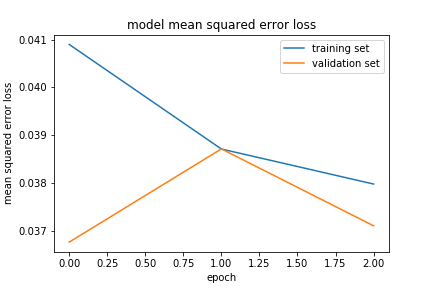 model mean squared error loss
training set
validation set
mean squared error loss
0.041
0.040
0.039
0.038
0.037
0.00 0.25 0.50 0.75 1.00 1.25 1.50 1.75 2.00
epoch